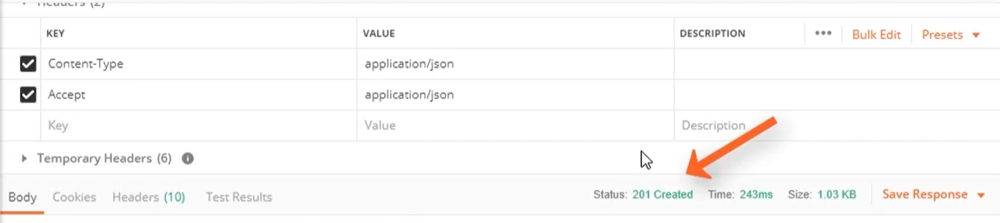 Headers (2)
KEY VALUE DESCRIPTION ••• Bulk Edit Presets
Content-Type application/json
Accept application/json
Key Value Description
Temporary Headers (6)
Body Cookies Headers (10) Test Results Status: 201 Created Time: 243ms Size: 1.03 KB Save Response